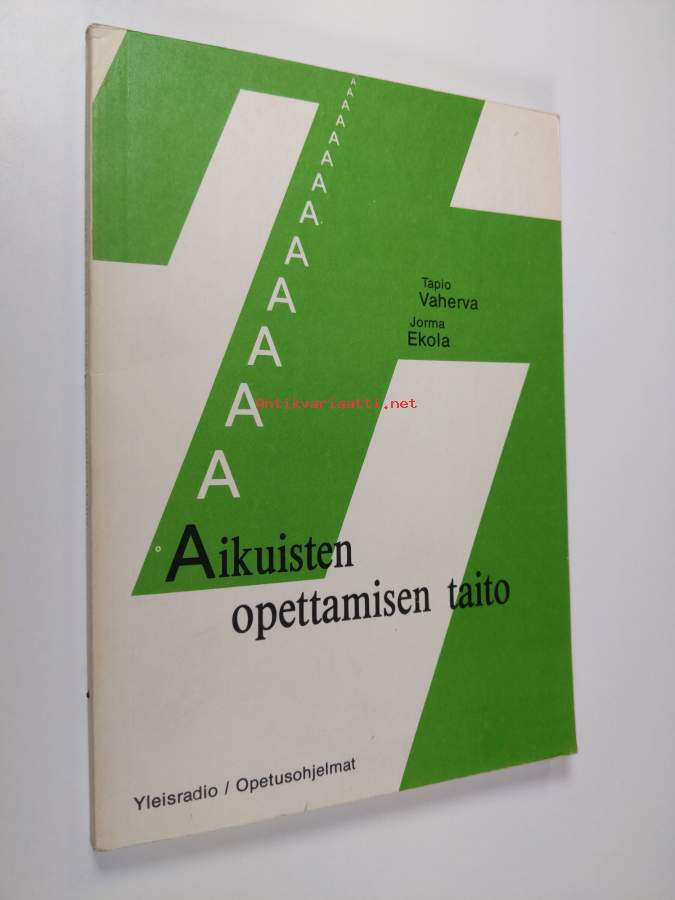 A
A
A
A
A
A
A
A
A
A
A
A
A
A
Tapio
Vaherva
Jorma
Ekola
Antikvariaatti.net
Aikuisten
opettamisen taito
Yleisradio / Opetusohjelmat